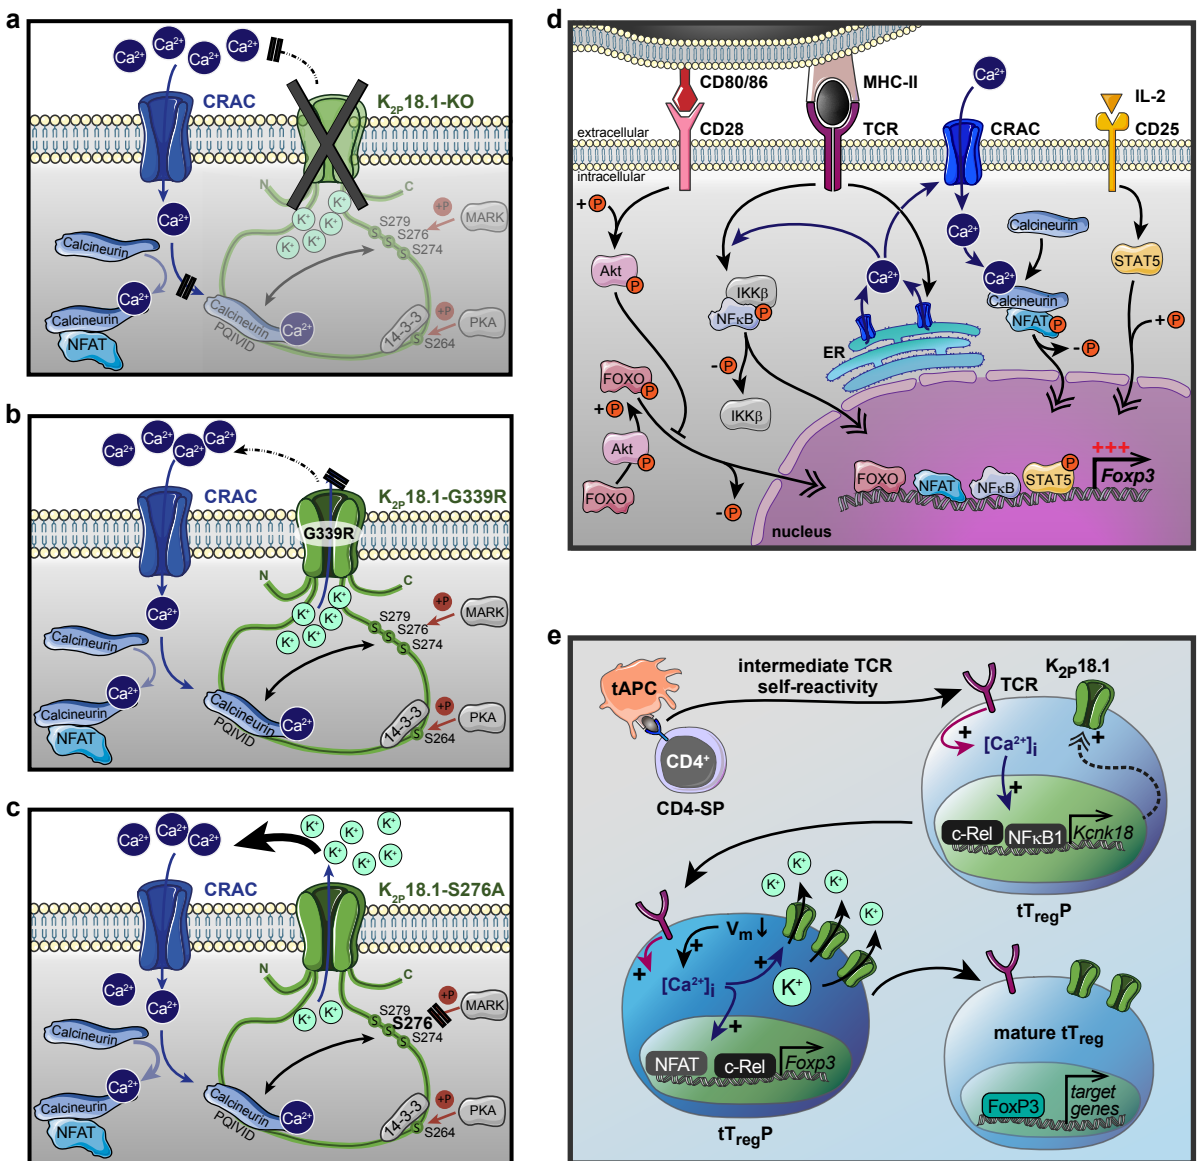 a
Ca²⁺
Ca²⁺
Ca²⁺
Ca²⁺
CRAC
K₂P18.1-KO
N
C
K⁺
K⁺
K⁺
K⁺
+P
MARK
S279
S276
S274
S
S
S
Ca²⁺
Calcineurin
Ca²⁺
Calcineurin
NFAT
Calcineurin
Ca²⁺
PQIVID
14-3-3
+P
PKA
S
S264
b
Ca²⁺
Ca²⁺
Ca²⁺
Ca²⁺
CRAC
K₂P18.1-G339R
G339R
N
C
K⁺
K⁺
K⁺
K⁺
+P
MARK
S279
S276
S274
S
S
S
Ca²⁺
Calcineurin
Ca²⁺
Calcineurin
NFAT
Calcineurin
Ca²⁺
PQIVID
14-3-3
+P
PKA
S
S264
c
Ca²⁺
Ca²⁺
Ca²⁺
K⁺
K⁺
K⁺
K⁺
K⁺
K⁺
K⁺
CRAC
K₂P18.1-S276A
N
C
Ca²⁺
Ca²⁺
K⁺
K⁺
+P
MARK
S279
S276
S274
S
S
S
Calcineurin
Ca²⁺
Calcineurin
NFAT
Calcineurin
Ca²⁺
PQIVID
14-3-3
+P
PKA
S
S264
d
CD80/86
MHC-II
Ca²⁺
IL-2
CD28
TCR
CRAC
CD25
extracellular
intracellular
+ P
Akt
P
Ca²⁺
Ca²⁺
Calcineurin
STAT5
IKKβ
NFκB
P
Ca²⁺
Calcineurin
NFAT
P
- P
+ P
ER
FOXO
P
+ P
Akt
P
FOXO
- P
IKKβ
- P
FOXO
NFAT
NFκB
STAT5
P
+++
Foxp3
nucleus
e
tAPC
intermediate TCR
self-reactivity
CD4⁺
CD4-SP
TCR
K₂P18.1
+
[Ca²⁺]ᵢ
+
+
c-Rel
NFκB1
Kcnk18
tTregP
K⁺
K⁺
K⁺
K⁺
Vm↓
+
+
+
[Ca²⁺]ᵢ
K⁺
+
NFAT
c-Rel
Foxp3
tTregP
mature tTreg
FoxP3
target
genes